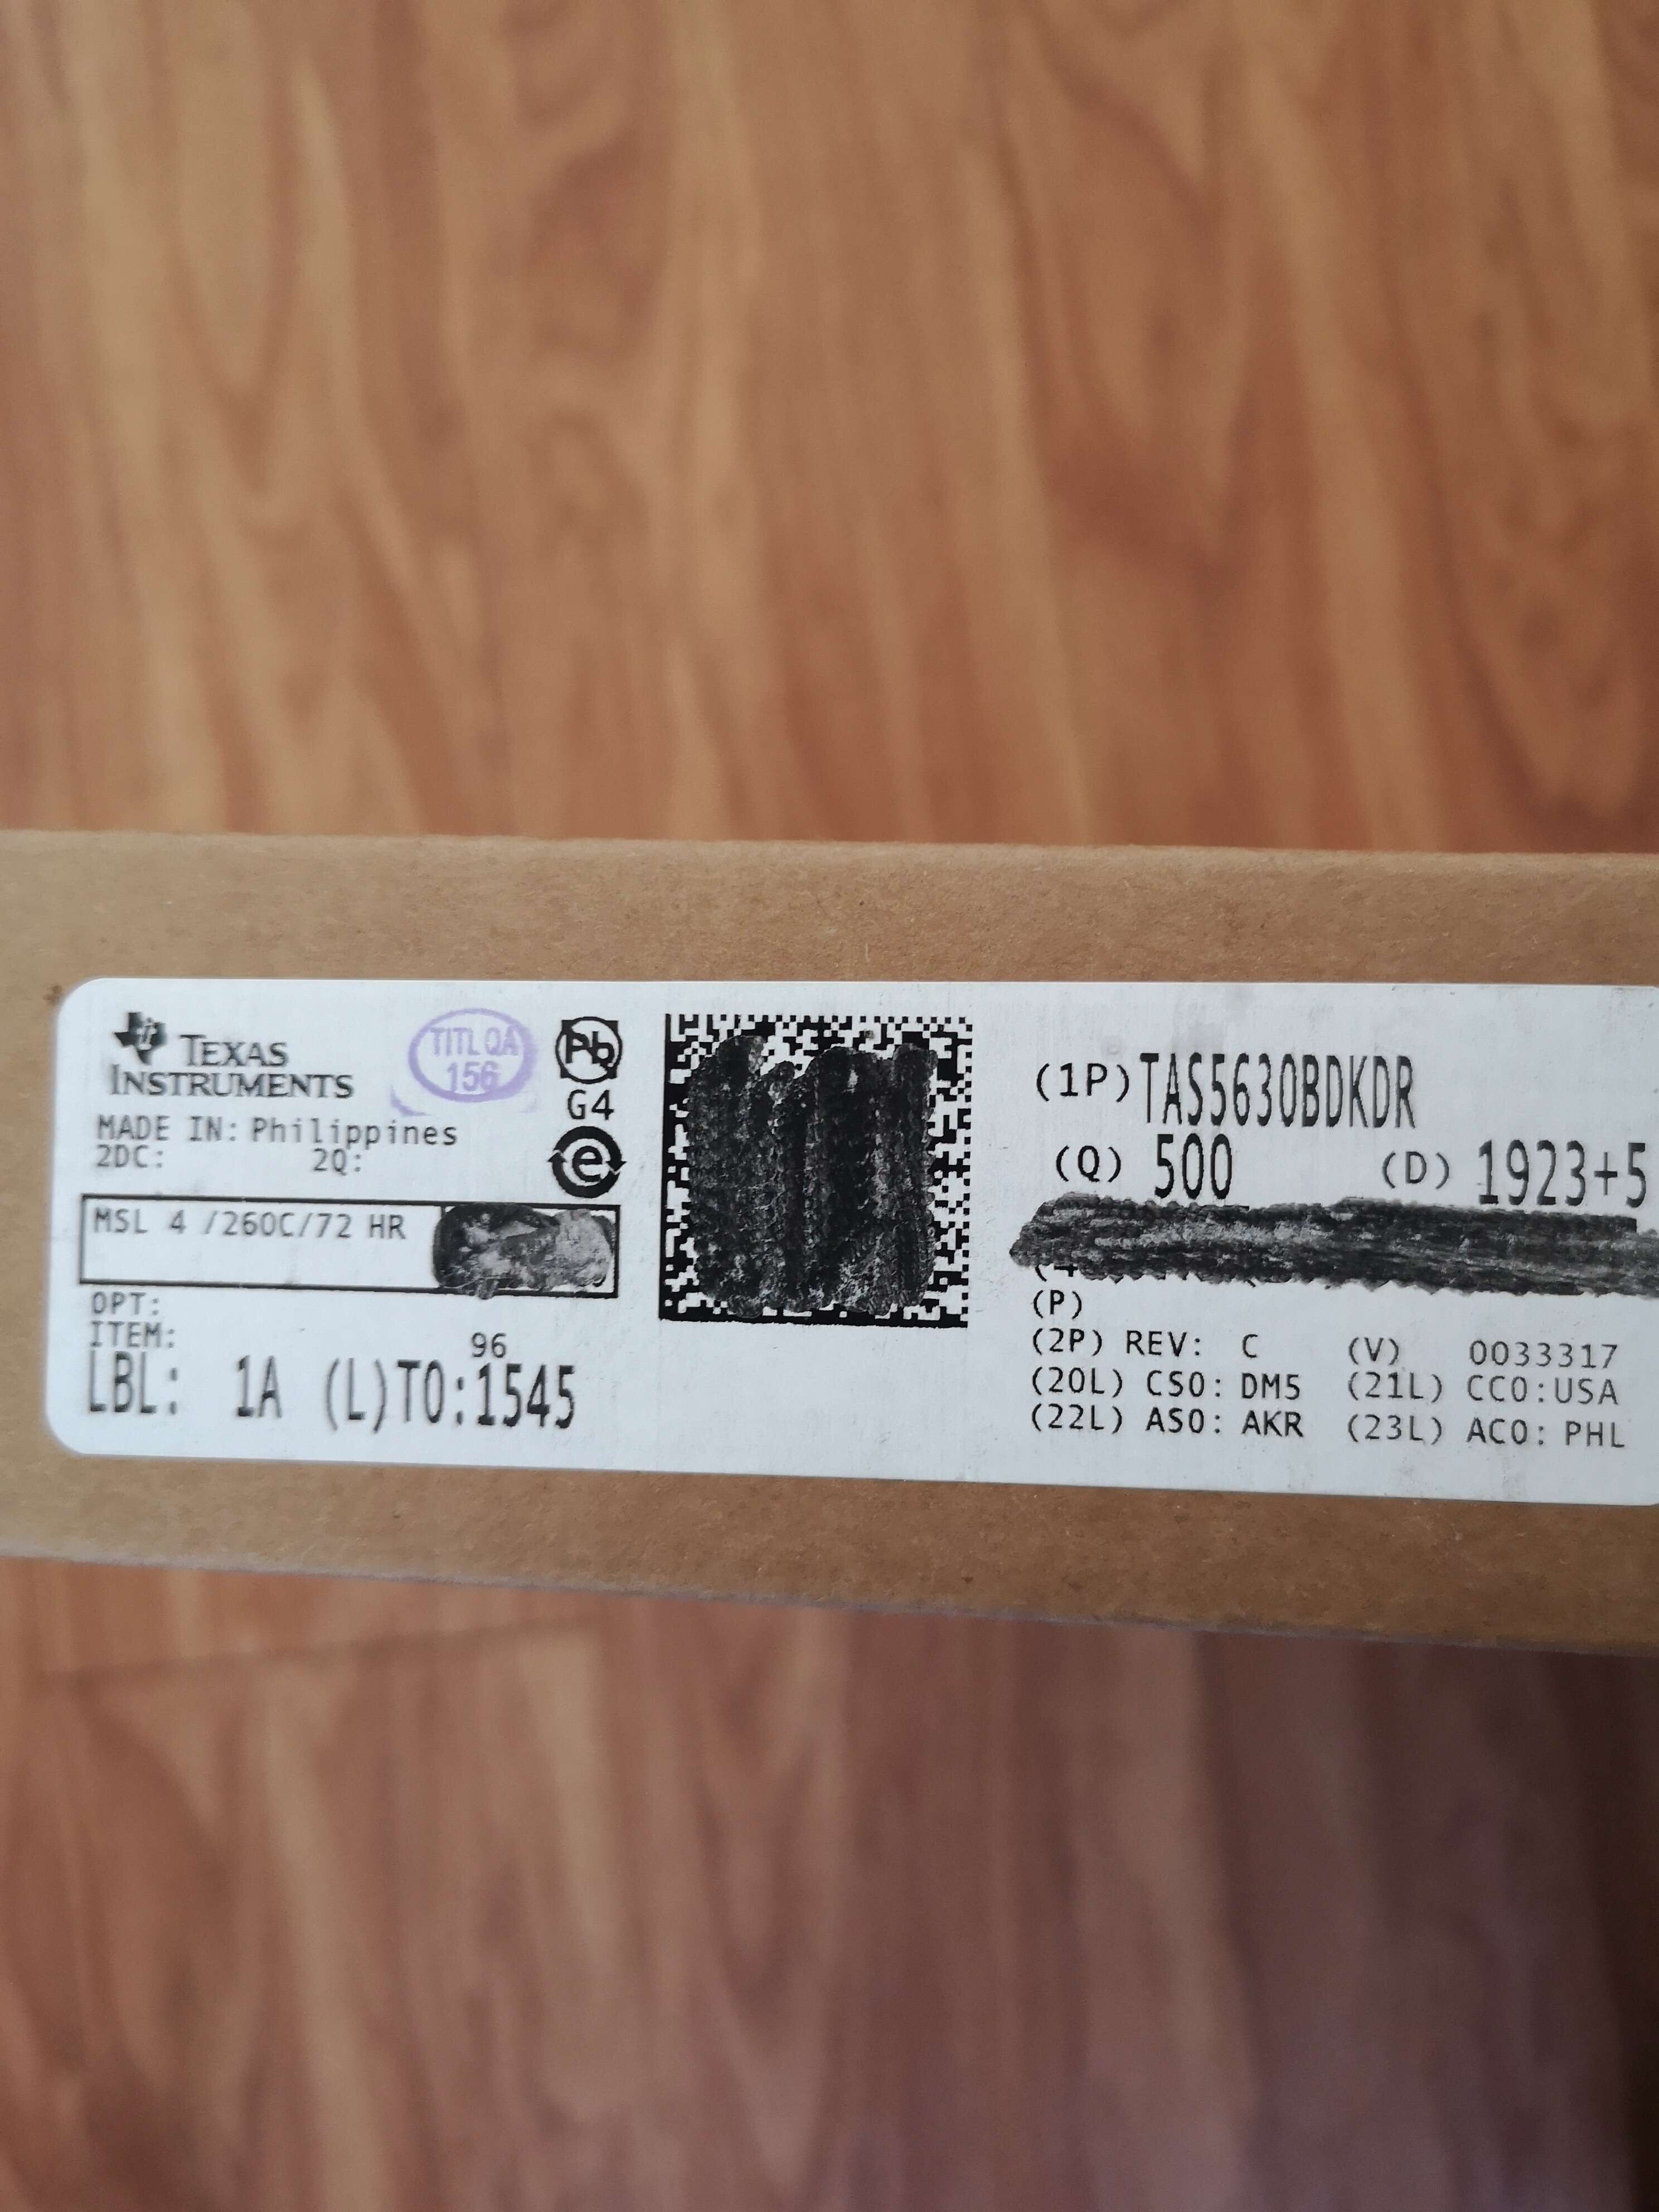 TEXAS
INSTRUMENTS
TITL QA
156
Pb
G4
e
MADE IN: Philippines
2DC: 2Q:
MSL 4 /260C/72 HR
OPT:
ITEM:
96
LBL: 1A (L)TO:1545
(1P) TAS5630BDKDR
(Q) 500 (D) 1923+5
(P)
(2P) REV: C (V) 0033317
(20L) CSO: DM5 (21L) CCO:USA
(22L) ASO: AKR (23L) ACO: PHL